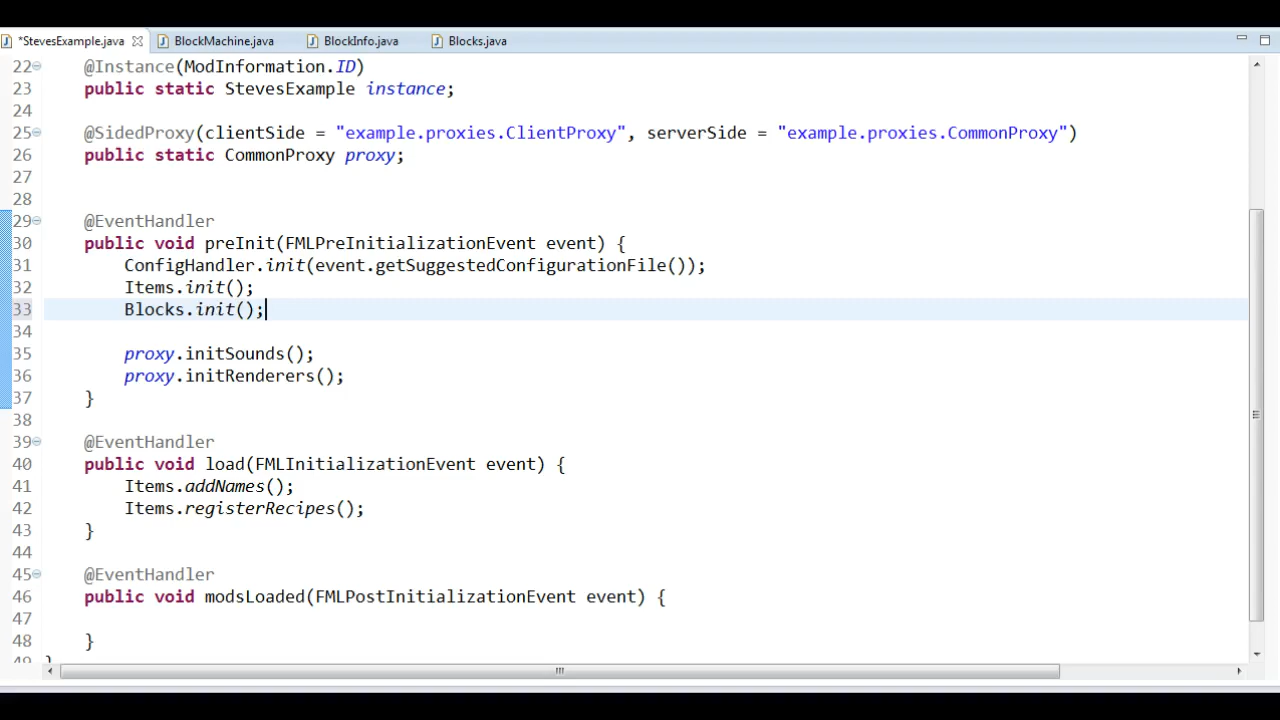 *StevesExample.java BlockMachine.java BlockInfo.java Blocks.java
22 @Instance(ModInformation.ID)
23 public static StevesExample instance;
24
25 @SidedProxy(clientSide = "example.proxies.ClientProxy", serverSide = "example.proxies.CommonProxy")
26 public static CommonProxy proxy;
27
28
29 @EventHandler
30 public void preInit(FMLPreInitializationEvent event) {
31 ConfigHandler.init(event.getSuggestedConfigurationFile());
32 Items.init();
33 Blocks.init();
34
35 proxy.initSounds();
36 proxy.initRenderers();
37 }
38
39 @EventHandler
40 public void load(FMLInitializationEvent event) {
41 Items.addNames();
42 Items.registerRecipes();
43 }
44
45 @EventHandler
46 public void modsLoaded(FMLPostInitializationEvent event) {
47
48 }
49 }